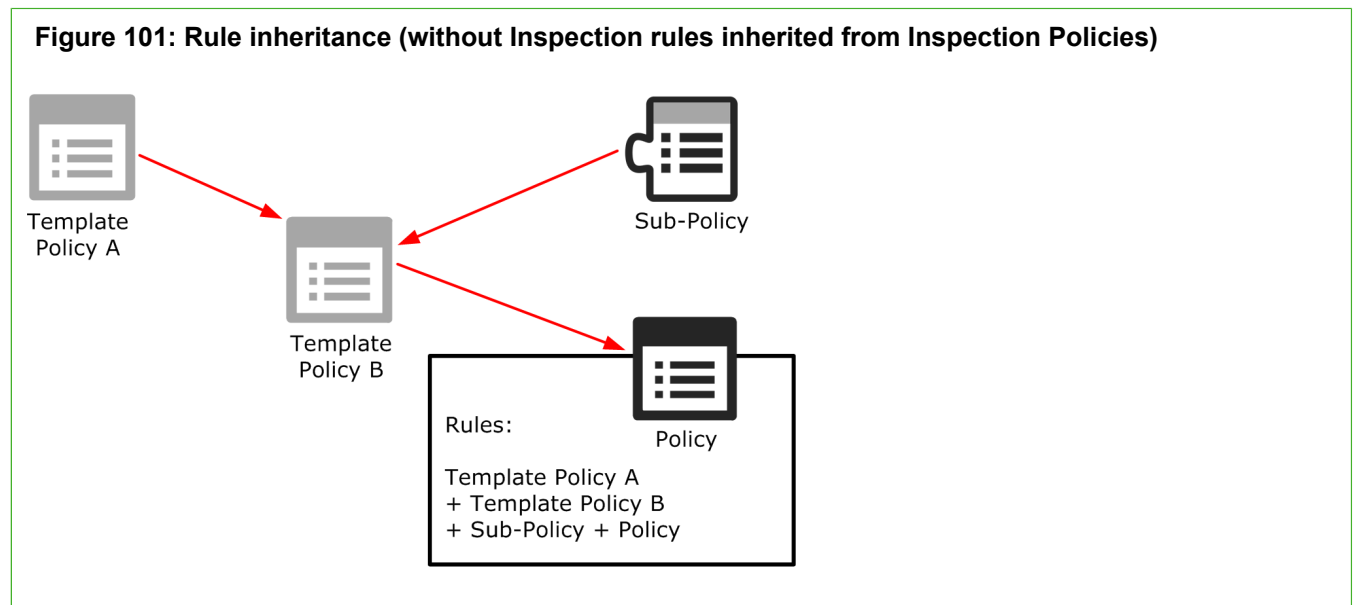 Figure 101: Rule inheritance (without Inspection rules inherited from Inspection Policies)
Template
Policy A
Sub-Policy
Template
Policy B
Policy
Rules:
Template Policy A
+ Template Policy B
+ Sub-Policy + Policy